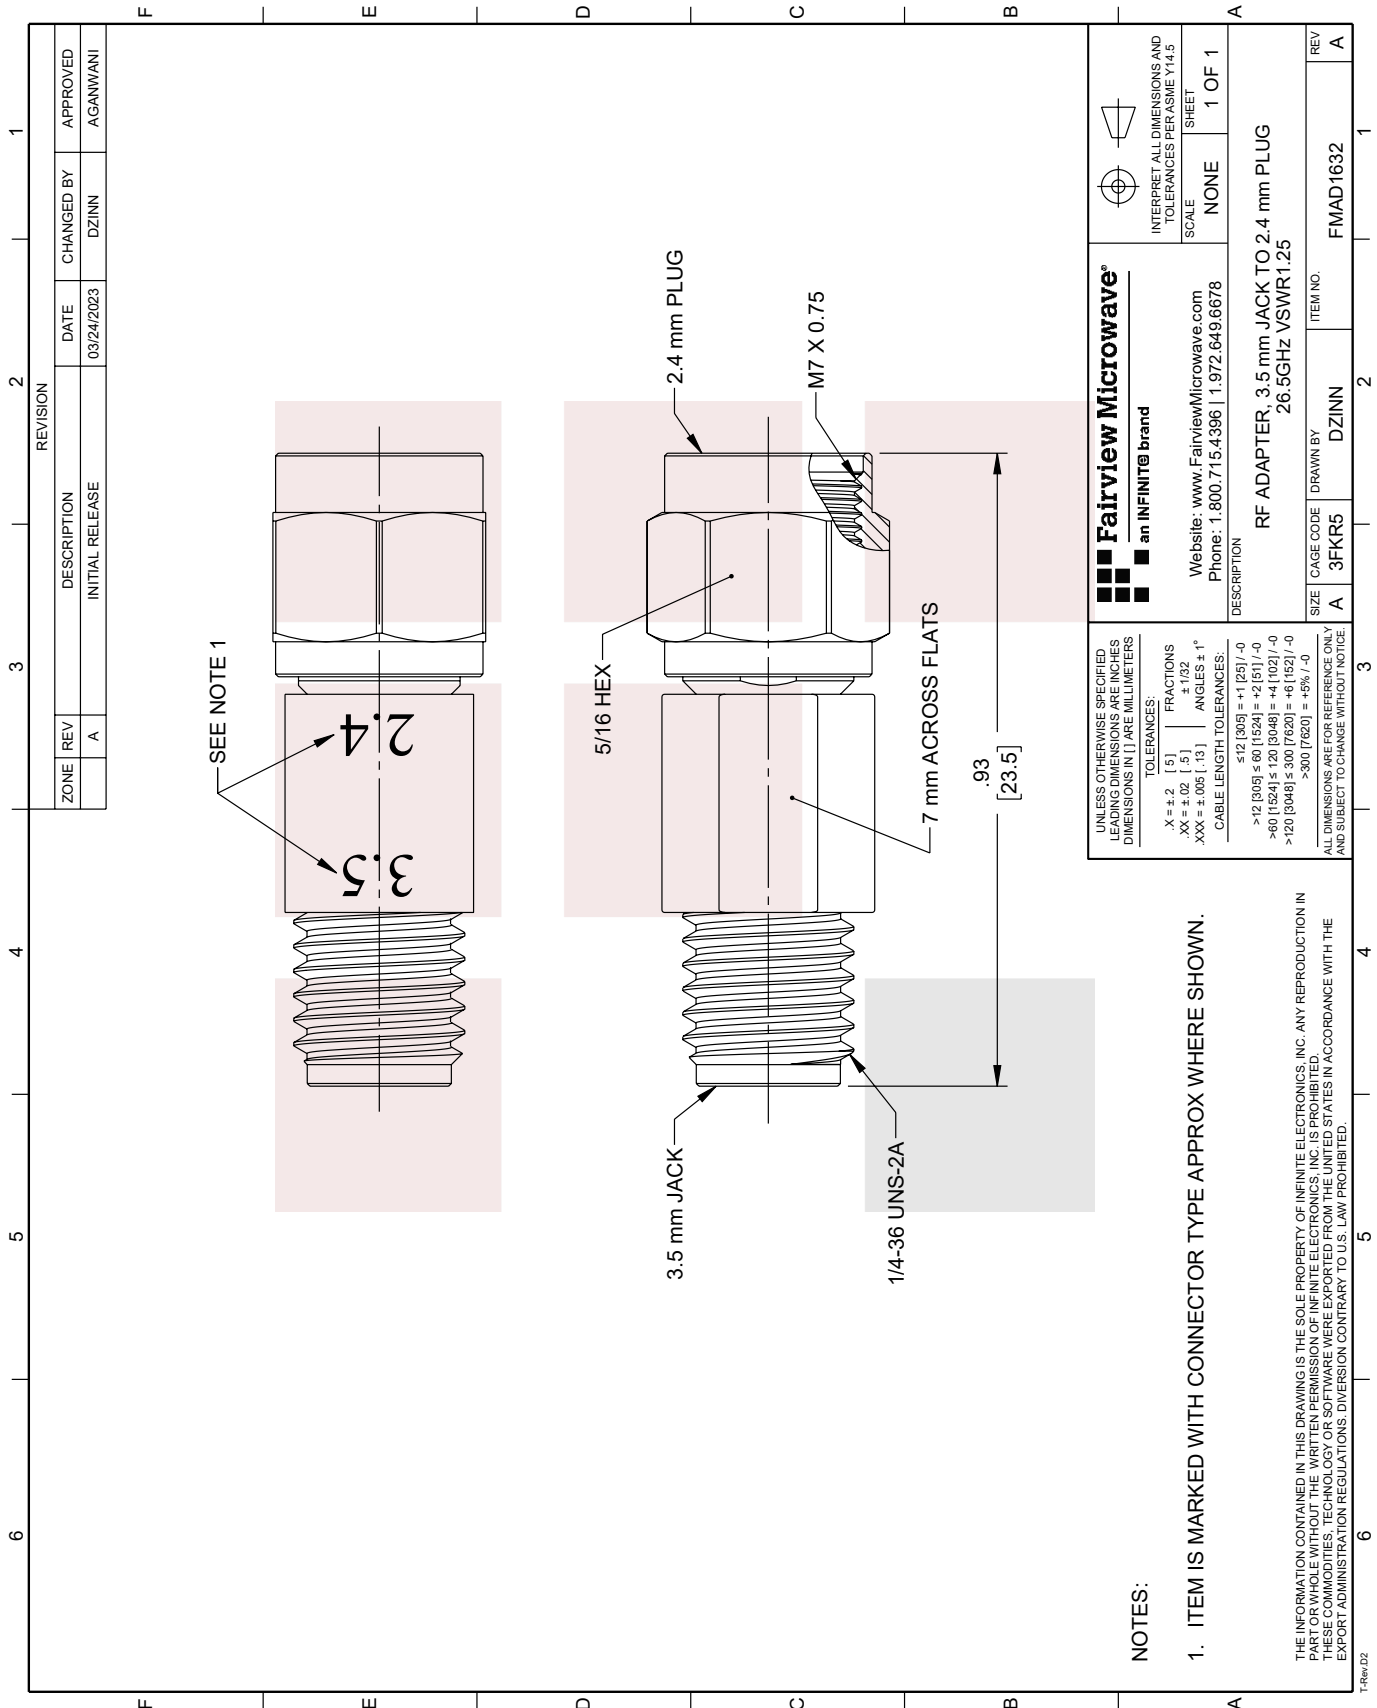 REVISION
ZONE REV DESCRIPTION DATE CHANGED BY APPROVED
A INITIAL RELEASE 03/24/2023 DZINN AGANWANI
6 5 4 3 2 1
F
E
D
C
B
A
SEE NOTE 1
3.5 2.4
3.5 mm JACK
5/16 HEX
2.4 mm PLUG
M7 X 0.75
1/4-36 UNS-2A
7 mm ACROSS FLATS
.93
[23.5]
NOTES:
1. ITEM IS MARKED WITH CONNECTOR TYPE APPROX WHERE SHOWN.
THE INFORMATION CONTAINED IN THIS DRAWING IS THE SOLE PROPERTY OF INFINITE ELECTRONICS, INC. ANY REPRODUCTION IN
PART OR WHOLE WITHOUT THE WRITTEN PERMISSION OF INFINITE ELECTRONICS, INC. IS PROHIBITED.
THESE COMMODITIES, TECHNOLOGY OR SOFTWARE WERE EXPORTED FROM THE UNITED STATES IN ACCORDANCE WITH THE
EXPORT ADMINISTRATION REGULATIONS. DIVERSION CONTRARY TO U.S. LAW PROHIBITED.
UNLESS OTHERWISE SPECIFIED
LEADING DIMENSIONS ARE INCHES
DIMENSIONS IN [ ] ARE MILLIMETERS
TOLERANCES:
.X = ±.2 [.5] FRACTIONS
.XX = ±.02 [.5] ± 1/32
.XXX = ±.005 [.13] ANGLES ± 1°
CABLE LENGTH TOLERANCES:
≤12 [305] = +1 [25] / -0
>12 [305] ≤ 60 [1524] = +2 [51] / -0
>60 [1524] ≤ 120 [3048] = +4 [102] / -0
>120 [3048] ≤ 300 [7620] = +6 [152] / -0
>300 [7620] = +5% / -0
ALL DIMENSIONS ARE FOR REFERENCE ONLY
AND SUBJECT TO CHANGE WITHOUT NOTICE.
Fairview Microwave®
an INFINIT@ brand
Website: www.FairviewMicrowave.com
Phone: 1.800.715.4396 | 1.972.649.6678
INTERPRET ALL DIMENSIONS AND
TOLERANCES PER ASME Y14.5
SCALE NONE
SHEET 1 OF 1
DESCRIPTION
RF ADAPTER, 3.5 mm JACK TO 2.4 mm PLUG
26.5GHz VSWR1.25
SIZE A
CAGE CODE 3FKR5
DRAWN BY DZINN
ITEM NO. FMAD1632
REV A
6 5 4 3 2 1
F
E
D
C
B
A
T-Rev.D2